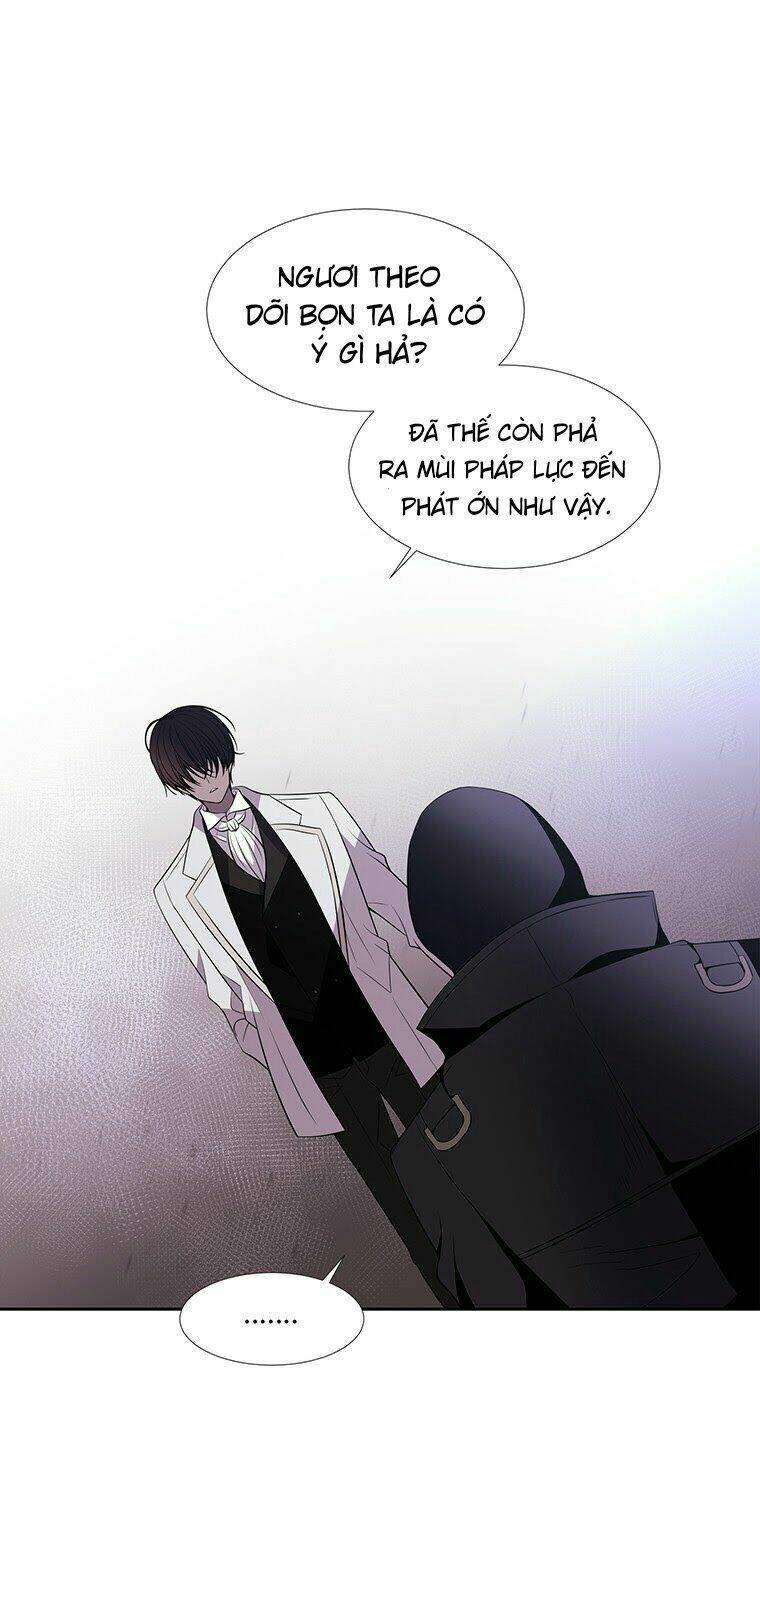 NGƯƠI THEO
DÕI BỌN TA LÀ CÓ
Ý GÌ HẢ?
ĐÃ THẾ CÒN PHẢ
RA MÙI PHÁP LỰC ĐẾN
PHÁT ỚN NHƯ VẬY.
.......